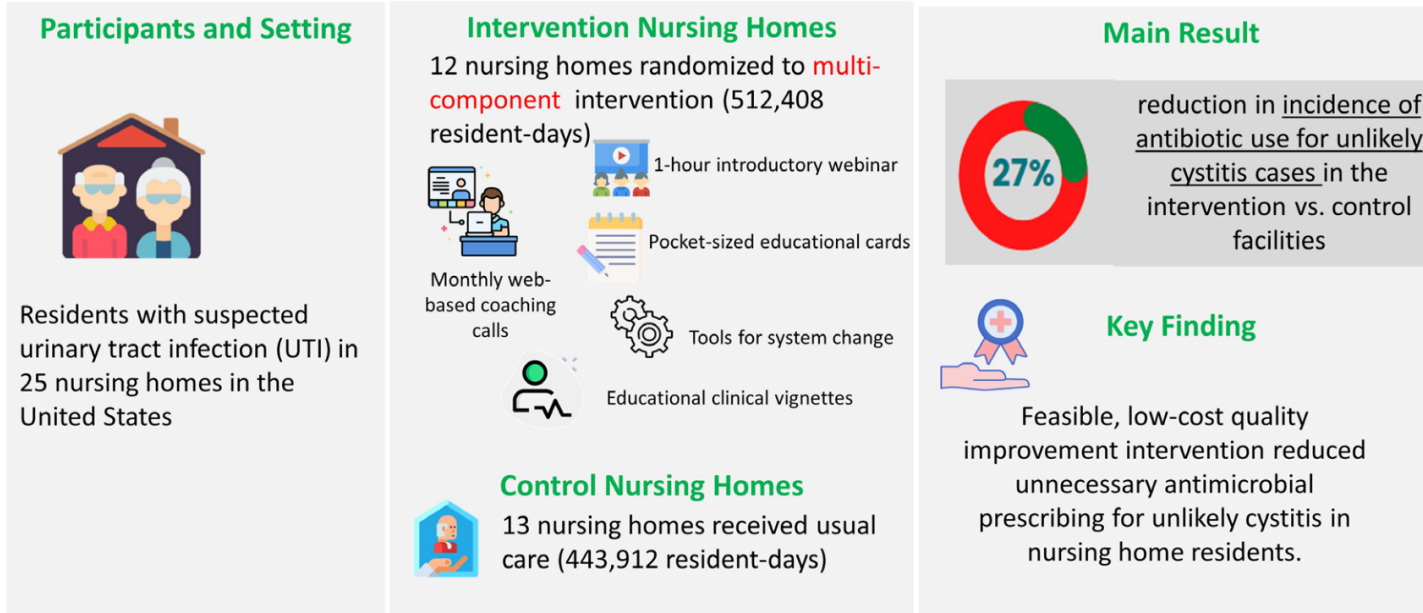 Participants and Setting
Residents with suspected
urinary tract infection (UTI) in
25 nursing homes in the
United States
Intervention Nursing Homes
12 nursing homes randomized to multi-
component intervention (512,408
resident-days)
1-hour introductory webinar
Pocket-sized educational cards
Monthly web-
based coaching
calls
Tools for system change
Educational clinical vignettes
Control Nursing Homes
13 nursing homes received usual
care (443,912 resident-days)
Main Result
27%
reduction in incidence of
antibiotic use for unlikely
cystitis cases in the
intervention vs. control
facilities
Key Finding
Feasible, low-cost quality
improvement intervention reduced
unnecessary antimicrobial
prescribing for unlikely cystitis in
nursing home residents.